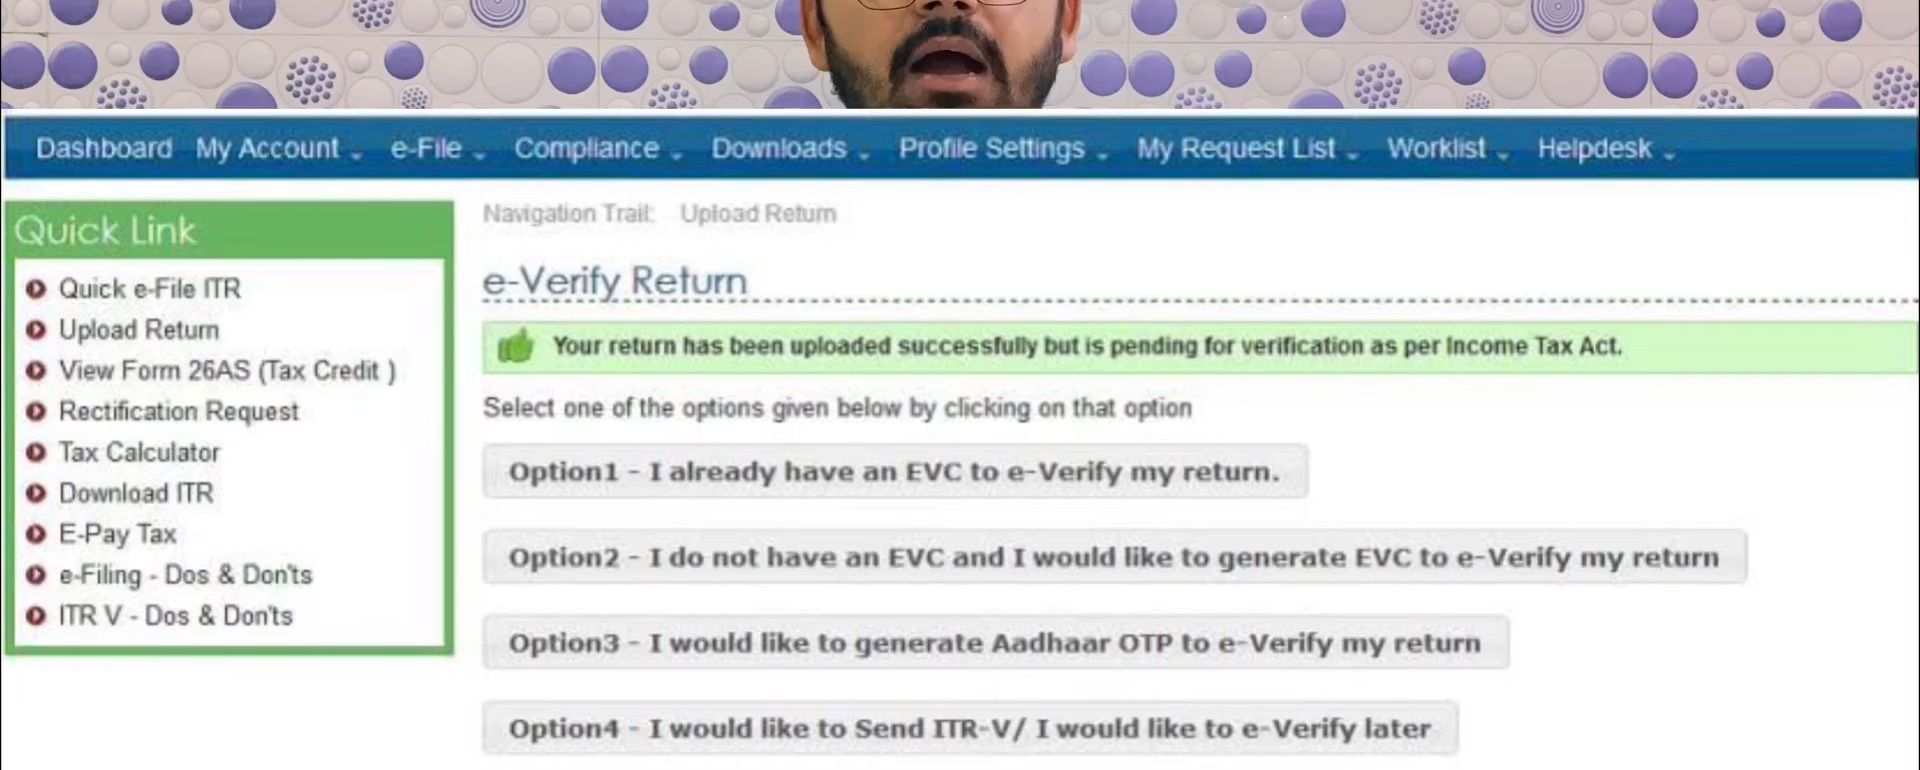 Dashboard My Account e-File Compliance Downloads Profile Settings My Request List Worklist Helpdesk
Quick Link
Quick e-File ITR
Upload Return
View Form 26AS (Tax Credit )
Rectification Request
Tax Calculator
Download ITR
E-Pay Tax
e-Filing - Dos & Don'ts
ITR V - Dos & Don'ts
Navigation Trail: Upload Return
e-Verify Return
Your return has been uploaded successfully but is pending for verification as per Income Tax Act.
Select one of the options given below by clicking on that option
Option1 - I already have an EVC to e-Verify my return.
Option2 - I do not have an EVC and I would like to generate EVC to e-Verify my return
Option3 - I would like to generate Aadhaar OTP to e-Verify my return
Option4 - I would like to Send ITR-V/ I would like to e-Verify later